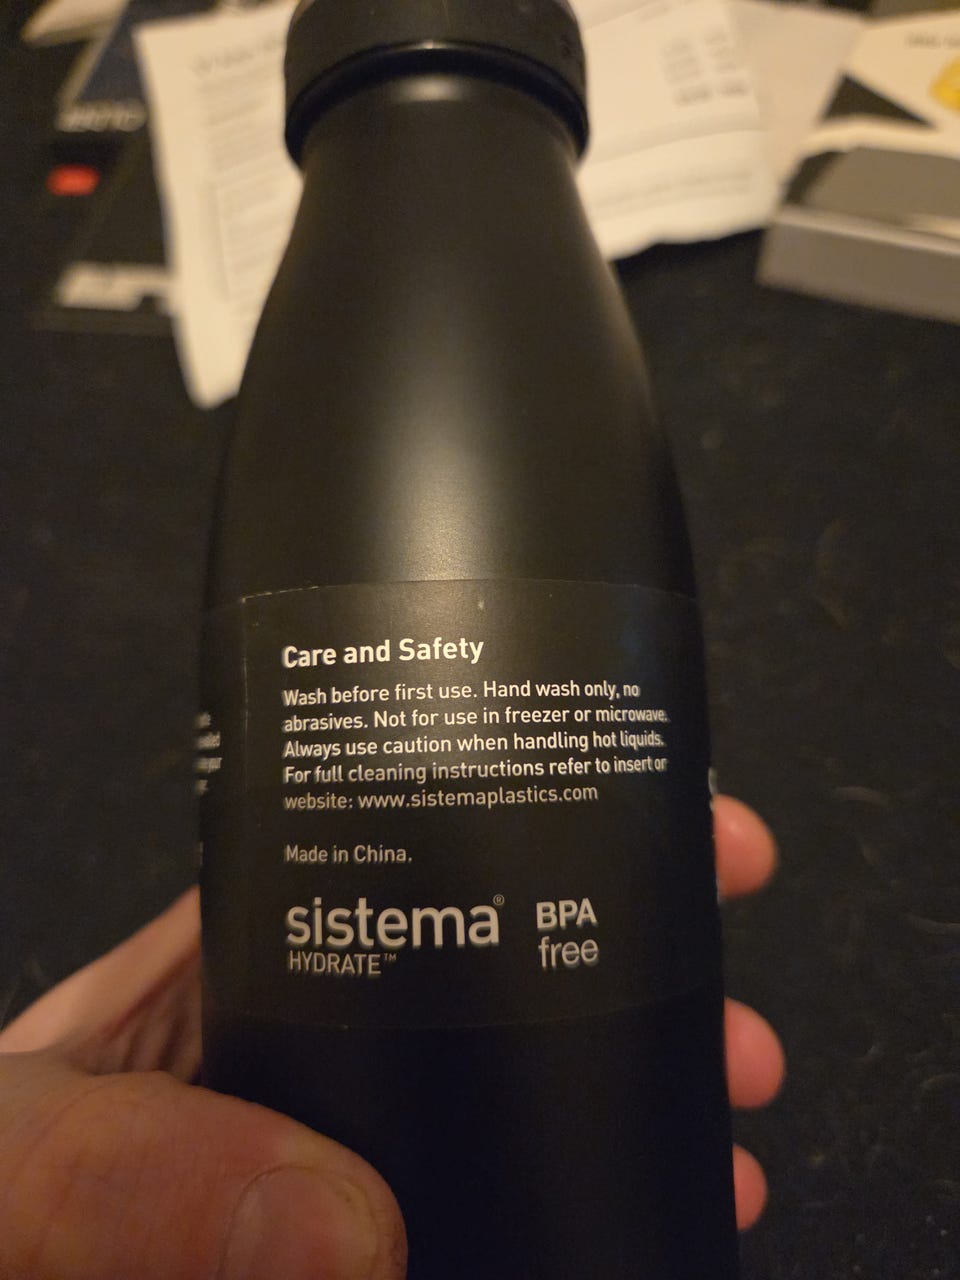 Care and Safety
Wash before first use. Hand wash only, no
abrasives. Not for use in freezer or microwave.
Always use caution when handling hot liquids.
For full cleaning instructions refer to insert or
website: www.sistemaplastics.com
Made in China.
sistema®
HYDRATE™
BPA
free